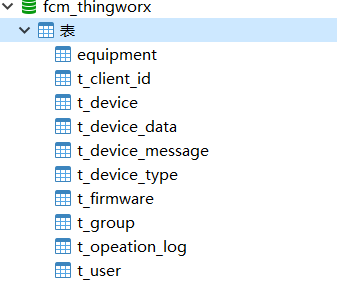 fcm_thingworx
表
equipment
t_client_id
t_device
t_device_data
t_device_message
t_device_type
t_firmware
t_group
t_opeation_log
t_user